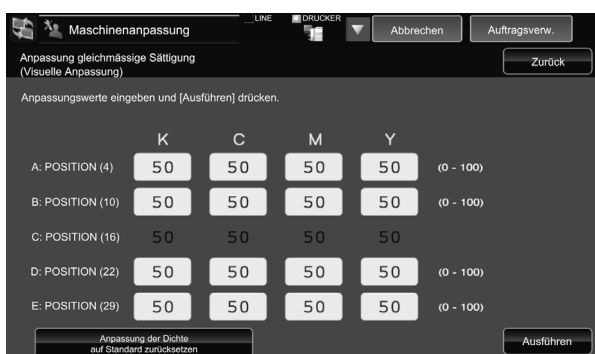 Maschinenanpassung
LINE
DRUCKER
Abbrechen
Auftragsverw.
Anpassung gleichmässige Sättigung
(Visuelle Anpassung)
Zurück
Anpassungswerte eingeben und [Ausführen] drücken.
K C M Y
A: POSITION (4) 50 50 50 50 (0 - 100)
B: POSITION (10) 50 50 50 50 (0 - 100)
C: POSITION (16) 50 50 50 50
D: POSITION (22) 50 50 50 50 (0 - 100)
E: POSITION (29) 50 50 50 50 (0 - 100)
Anpassung der Dichte
auf Standard zurücksetzen
Ausführen